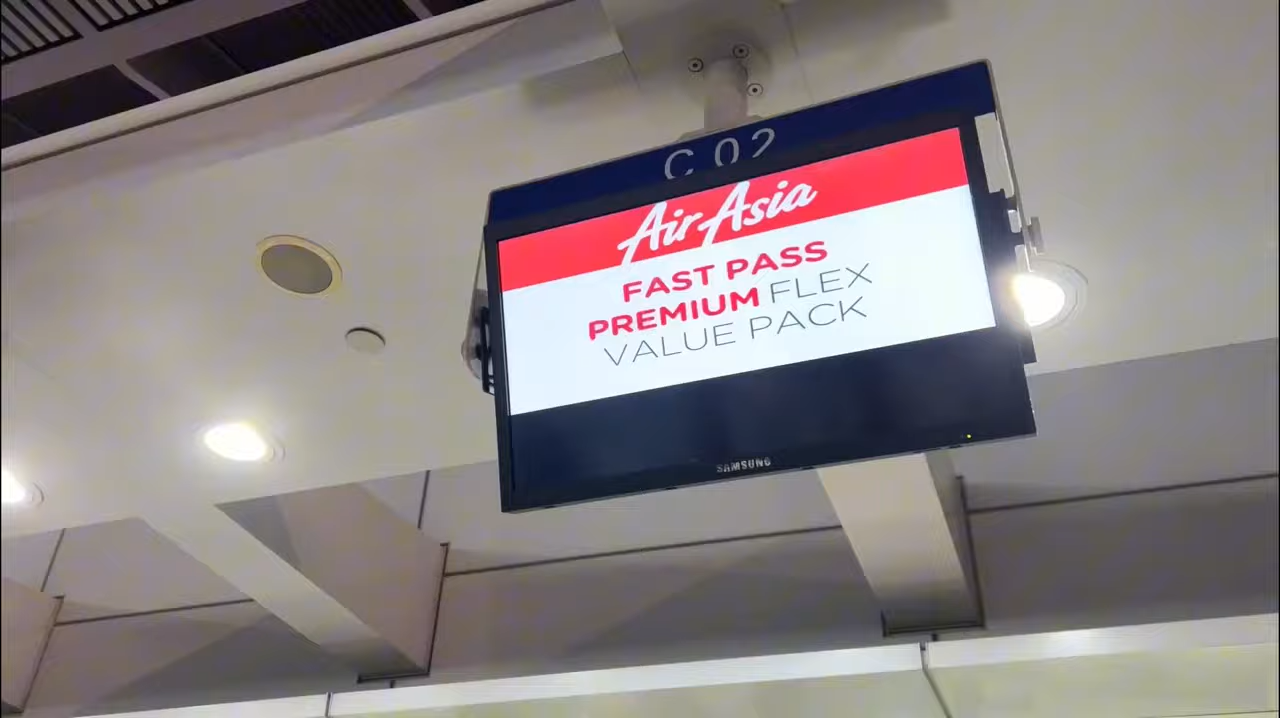 C 02
AirAsia
FAST PASS
PREMIUM FLEX
VALUE PACK
SAMSUNG